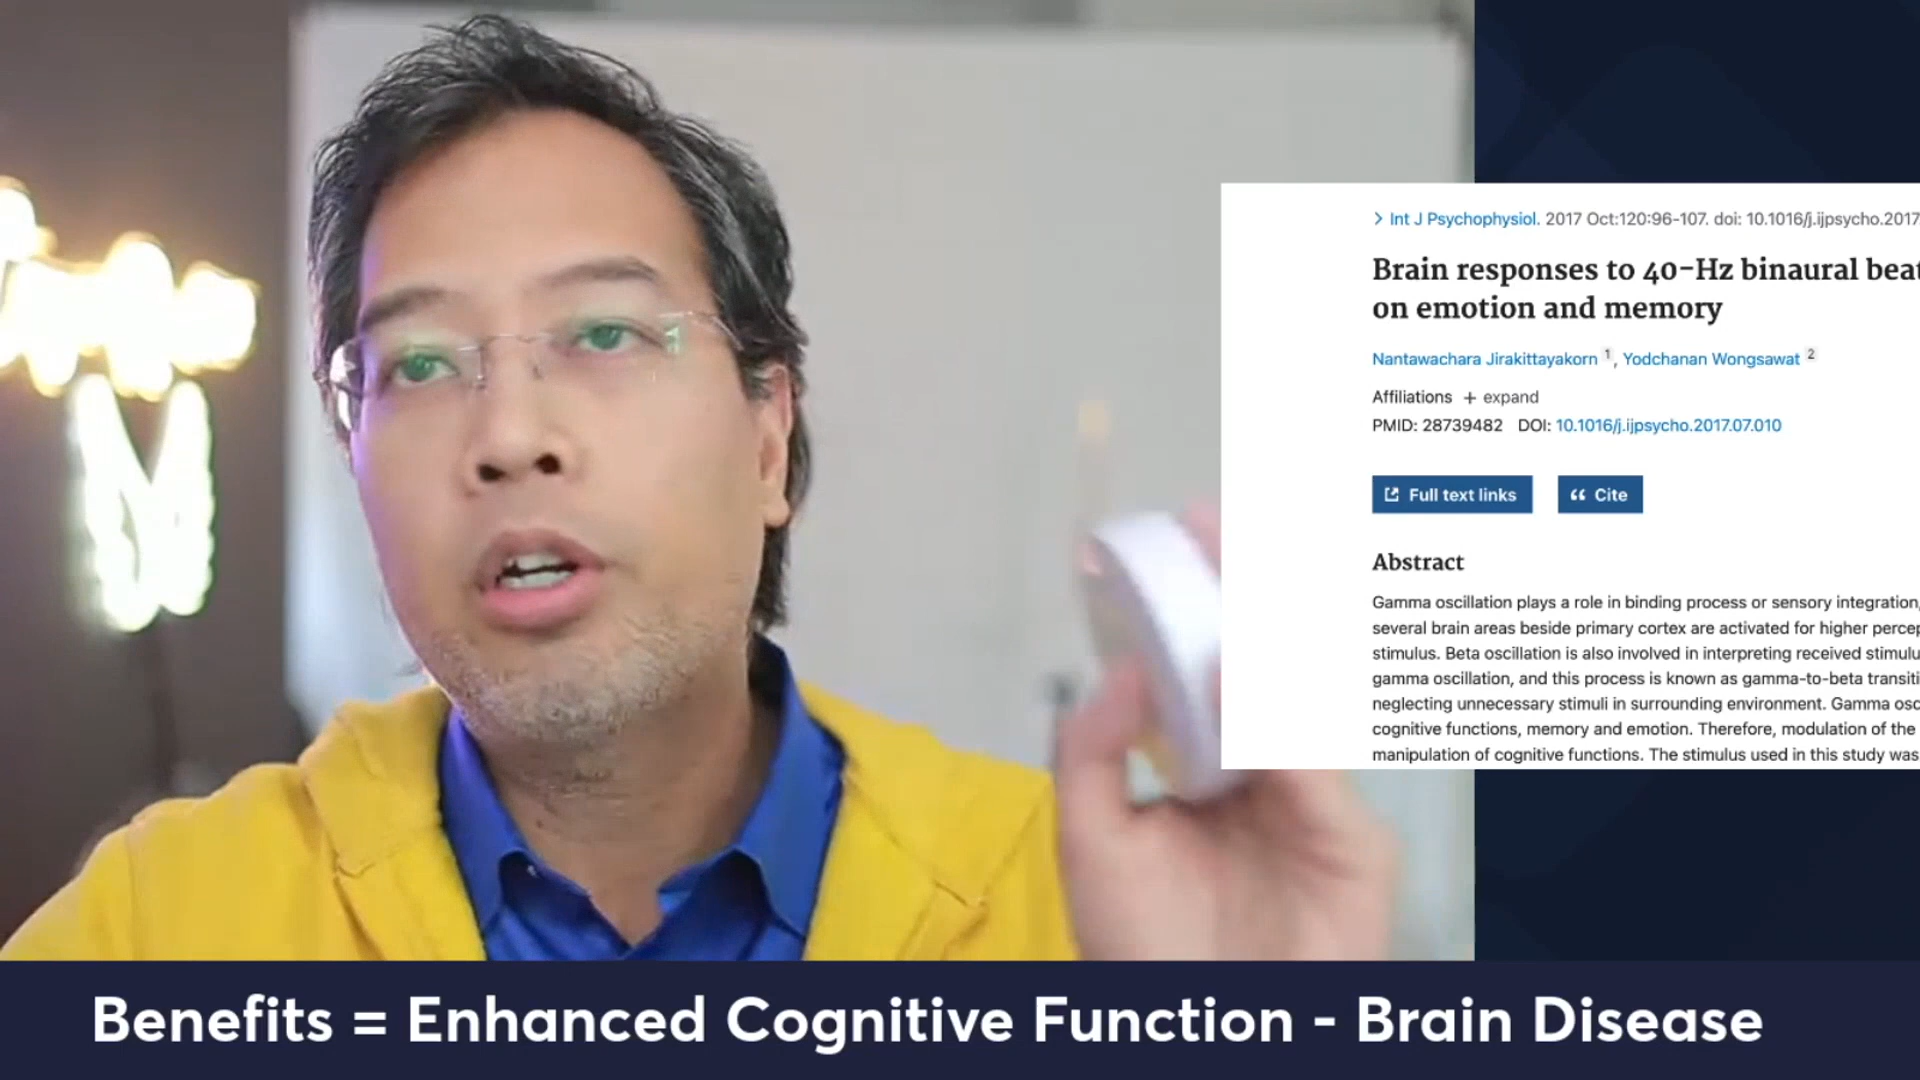 > Int J Psychophysiol. 2017 Oct:120:96-107. doi: 10.1016/j.ijpsycho.2017
Brain responses to 40-Hz binaural
on emotion and memory
Nantawachara Jirakittayakorn 1, Yodchanan Wongsawat 2
Affiliations + expand
PMID: 28739482 DOI: 10.1016/j.ijpsycho.2017.07.010
Full text links
Cite
Abstract
Gamma oscillation plays a role in binding process or sensory integration,
several brain areas beside primary cortex are activated for higher
stimulus. Beta oscillation is also involved in interpreting received
gamma oscillation, and this process is known as gamma-to-beta
neglecting unnecessary stimuli in surrounding environment. Gamma
cognitive functions, memory and emotion. Therefore, modulation of the
manipulation of cognitive functions. The stimulus used in this study was
Benefits = Enhanced Cognitive Function - Brain Disease